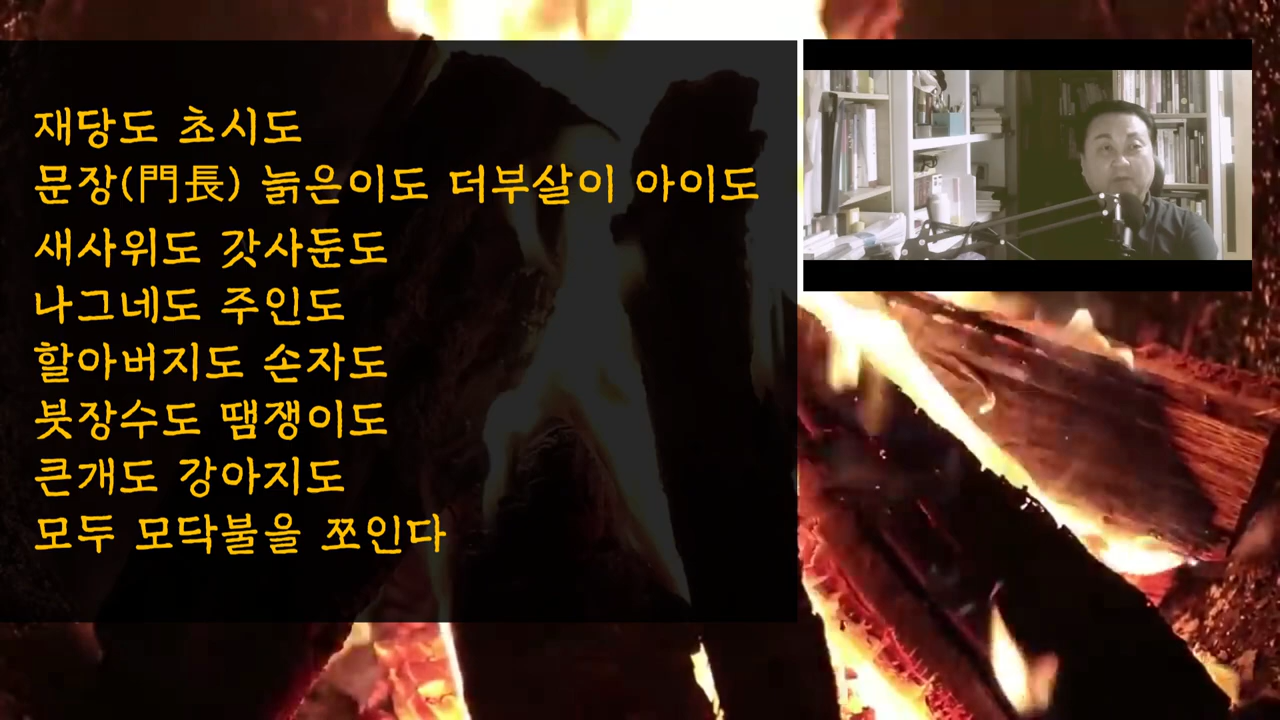 재당도 초시도
문장(門長) 늙은이도 더부살이 아이도
새사위도 갓사둔도
나그네도 주인도
할아버지도 손자도
붓장수도 땜쟁이도
큰개도 강아지도
모두 모닥불을 쪼인다